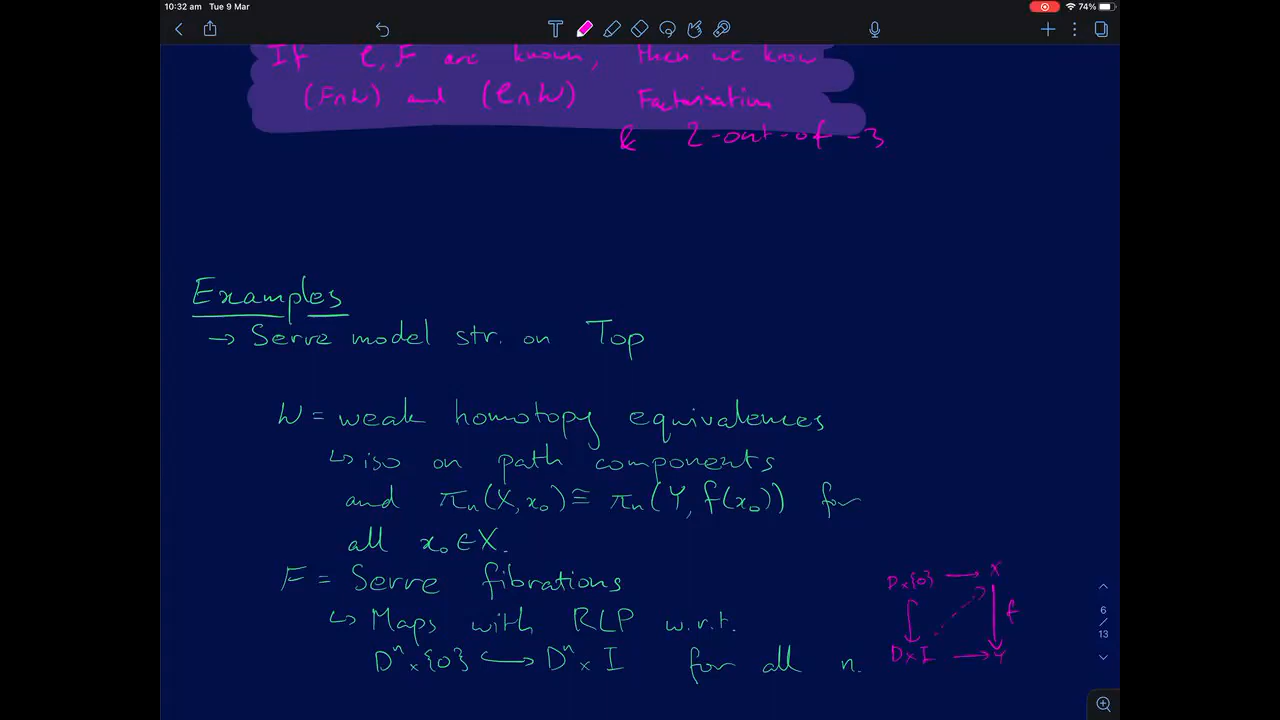 10:32 am Tue 9 Mar
74%
If C, F are known, then we know
(F∩W) and (C∩W) Factorisation
& 2-out-of-3
Examples
→ Serre model str. on Top
W = weak homotopy equivalences
↳ iso on path components
and πn(X, x₀) ≅ πn(Y, f(x₀)) for
all x₀ ∈ X.
F = Serre fibrations
↳ Maps with RLP w.r.t.
Dⁿ × {0} ↪ Dⁿ × I for all n.
D×{0} → X
f
D×I → Y
6
/
13